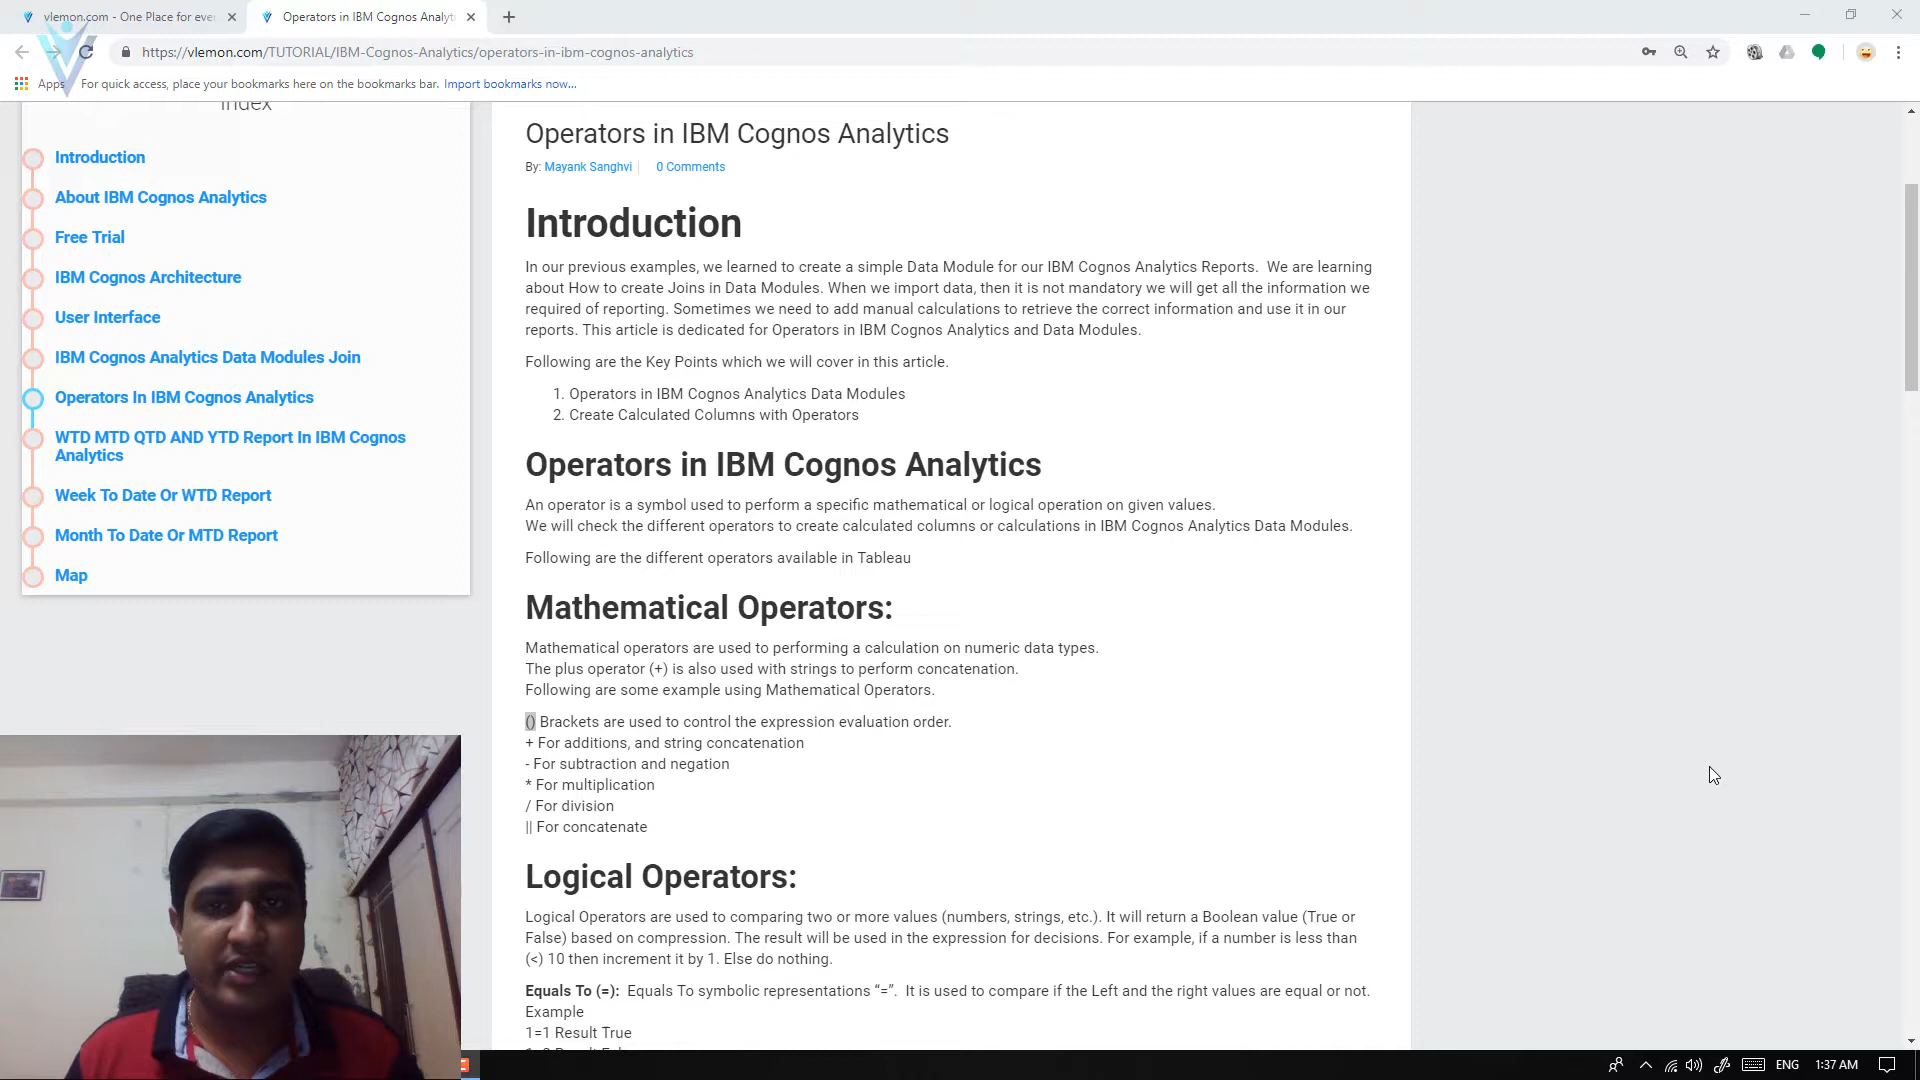 vlemon.com - One Place for eve
Operators in IBM Cognos Analyti
https://vlemon.com/TUTORIAL/IBM-Cognos-Analytics/operators-in-ibm-cognos-analytics
Apps
For quick access, place your bookmarks here on the bookmarks bar. Import bookmarks now...
Index
Introduction
About IBM Cognos Analytics
Free Trial
IBM Cognos Architecture
User Interface
IBM Cognos Analytics Data Modules Join
Operators In IBM Cognos Analytics
WTD MTD QTD AND YTD Report In IBM Cognos
Analytics
Week To Date Or WTD Report
Month To Date Or MTD Report
Map
Operators in IBM Cognos Analytics
By: Mayank Sanghvi 0 Comments
Introduction
In our previous examples, we learned to create a simple Data Module for our IBM Cognos Analytics Reports. We are learning
about How to create Joins in Data Modules. When we import data, then it is not mandatory we will get all the information we
required of reporting. Sometimes we need to add manual calculations to retrieve the correct information and use it in our
reports. This article is dedicated for Operators in IBM Cognos Analytics and Data Modules.
Following are the Key Points which we will cover in this article.
1. Operators in IBM Cognos Analytics Data Modules
2. Create Calculated Columns with Operators
Operators in IBM Cognos Analytics
An operator is a symbol used to perform a specific mathematical or logical operation on given values.
We will check the different operators to create calculated columns or calculations in IBM Cognos Analytics Data Modules.
Following are the different operators available in Tableau
Mathematical Operators:
Mathematical operators are used to performing a calculation on numeric data types.
The plus operator (+) is also used with strings to perform concatenation.
Following are some example using Mathematical Operators.
() Brackets are used to control the expression evaluation order.
+ For additions, and string concatenation
- For subtraction and negation
* For multiplication
/ For division
|| For concatenate
Logical Operators:
Logical Operators are used to comparing two or more values (numbers, strings, etc.). It will return a Boolean value (True or
False) based on compression. The result will be used in the expression for decisions. For example, if a number is less than
(<) 10 then increment it by 1. Else do nothing.
Equals To (=): Equals To symbolic representations “=”. It is used to compare if the Left and the right values are equal or not.
Example
1=1 Result True
ENG
1:37 AM